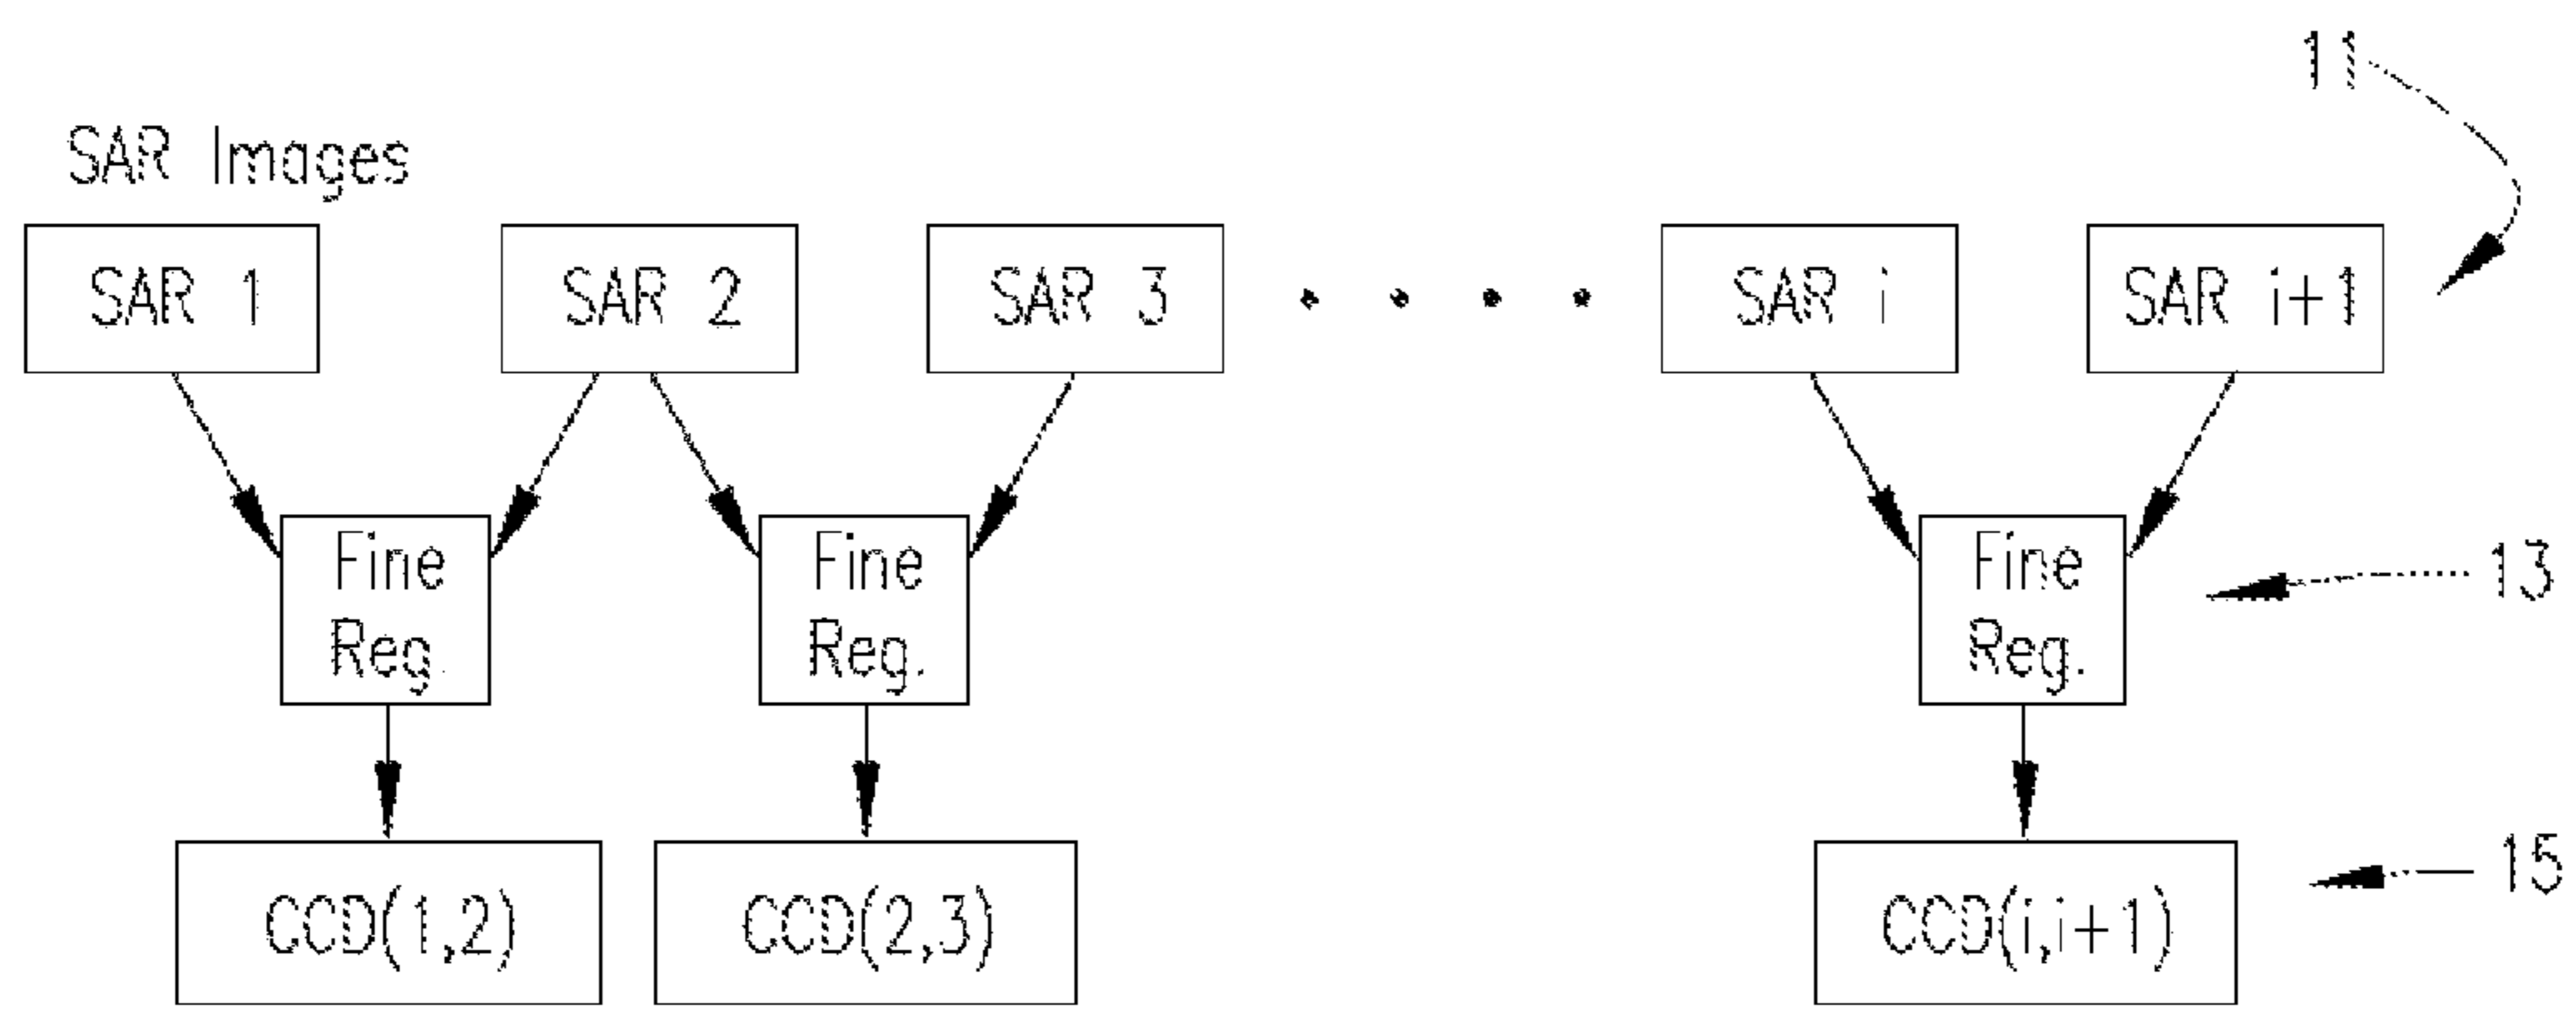 11
SAR Images
SAR 1
SAR 2
SAR 3
SAR i
SAR i+1
Fine
Reg.
Fine
Reg.
Fine
Reg.
13
CCD(1,2)
CCD(2,3)
CCD(i,i+1)
15